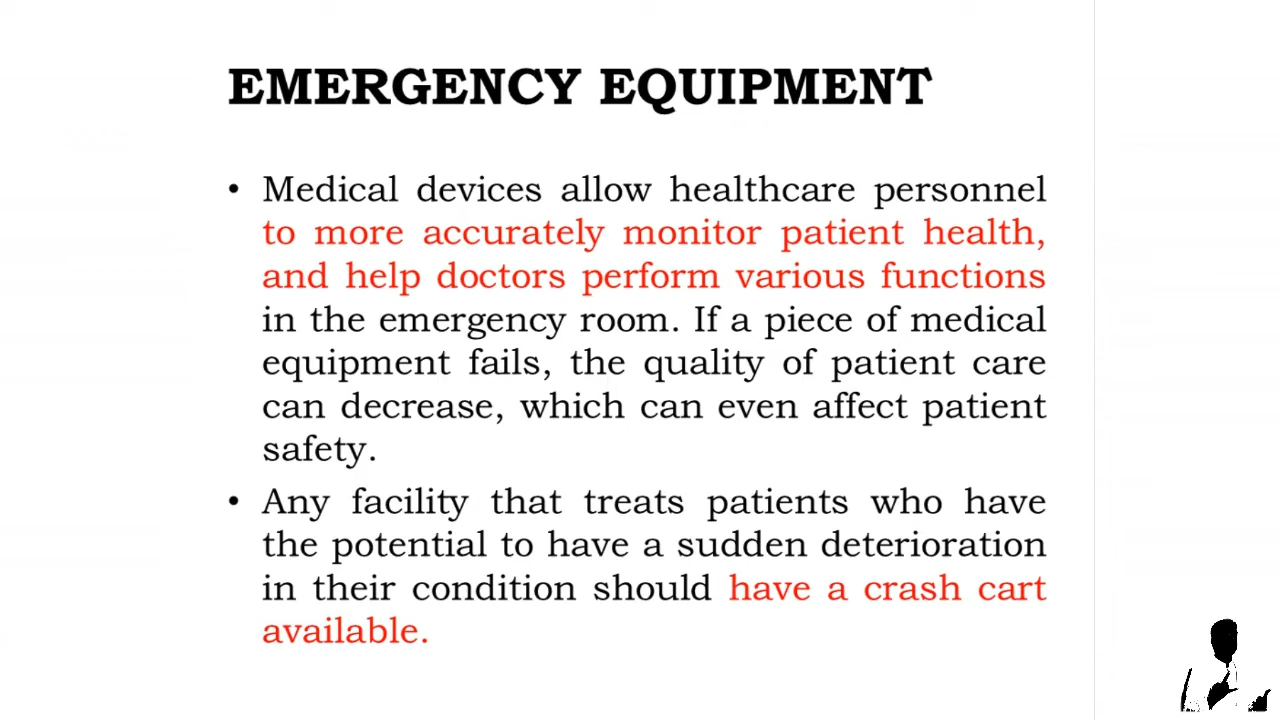 EMERGENCY EQUIPMENT
• Medical devices allow healthcare personnel
to more accurately monitor patient health,
and help doctors perform various functions
in the emergency room. If a piece of medical
equipment fails, the quality of patient care
can decrease, which can even affect patient
safety.
• Any facility that treats patients who have
the potential to have a sudden deterioration
in their condition should have a crash cart
available.